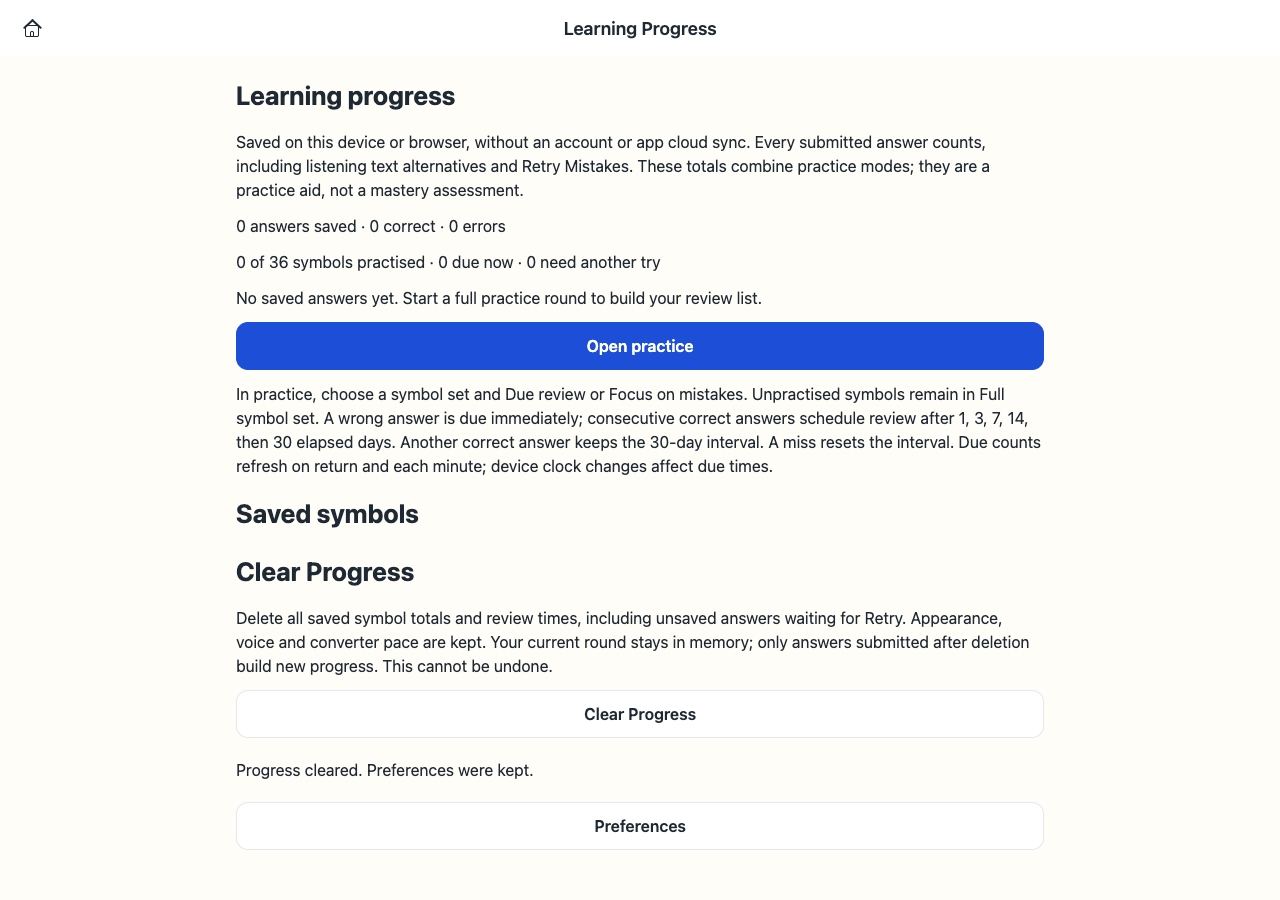 Learning Progress
Learning progress
Saved on this device or browser, without an account or app cloud sync. Every submitted answer counts,
including listening text alternatives and Retry Mistakes. These totals combine practice modes; they are a
practice aid, not a mastery assessment.
0 answers saved · 0 correct · 0 errors
0 of 36 symbols practised · 0 due now · 0 need another try
No saved answers yet. Start a full practice round to build your review list.
Open practice
In practice, choose a symbol set and Due review or Focus on mistakes. Unpractised symbols remain in Full
symbol set. A wrong answer is due immediately; consecutive correct answers schedule review after 1, 3, 7, 14,
then 30 elapsed days. Another correct answer keeps the 30-day interval. A miss resets the interval. Due counts
refresh on return and each minute; device clock changes affect due times.
Saved symbols
Clear Progress
Delete all saved symbol totals and review times, including unsaved answers waiting for Retry. Appearance,
voice and converter pace are kept. Your current round stays in memory; only answers submitted after deletion
build new progress. This cannot be undone.
Clear Progress
Progress cleared. Preferences were kept.
Preferences